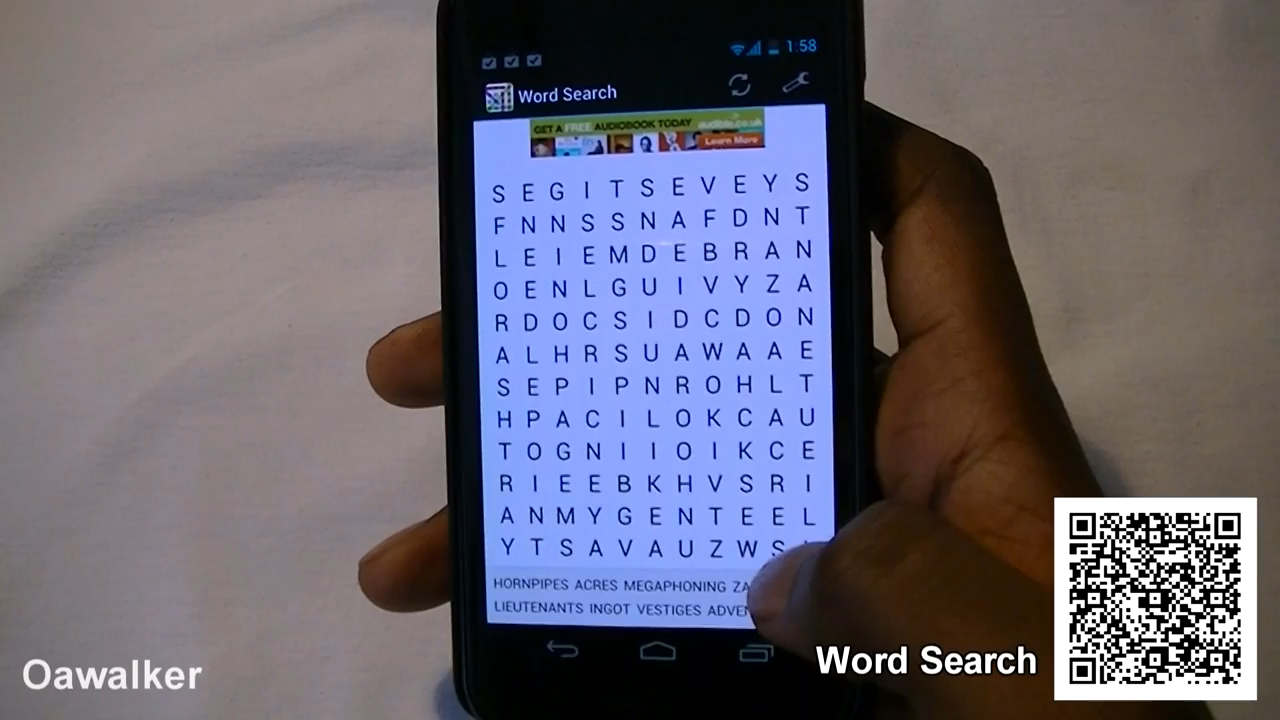 1:58
Word Search
GET A FREE AUDIOBOOK TODAY audible.co.uk
Learn More
S E G I T S E V E Y S
F N N S S N A F D N T
L E I E M D E B R A N
O E N L G U I V Y Z A
R D O C S I D C D O N
A L H R S U A W A A E
S E P I P N R O H L T
H P A C I L O K C A U
T O G N I I O I K C E
R I E E B K H V S R I
A N M Y G E N T E E L
Y T S A V A U Z W S
HORNPIPES ACRES MEGAPHONING
LIEUTENANTS INGOT VESTIGES
Oawalker
Word Search